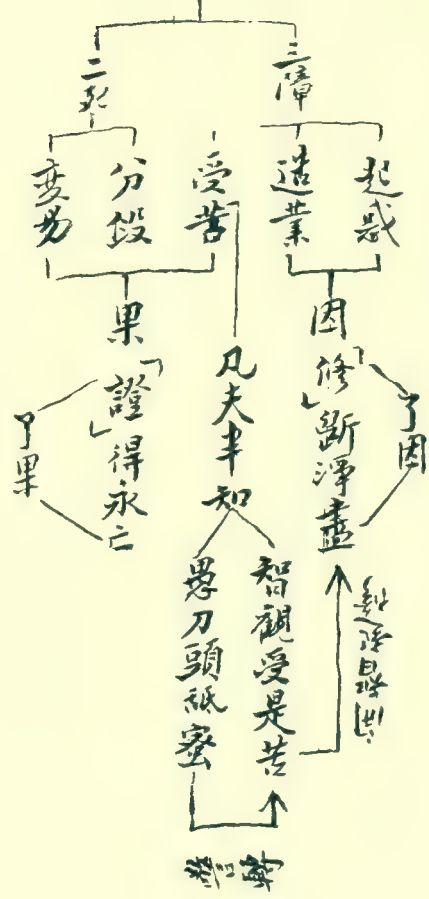 三障
二死
起惑
造業
受苦
分段
變易
因「修」斷淨盡
了因
果「證」得永亡
了果
凡夫半知
智觀受是苦
愚刀頭舐蜜